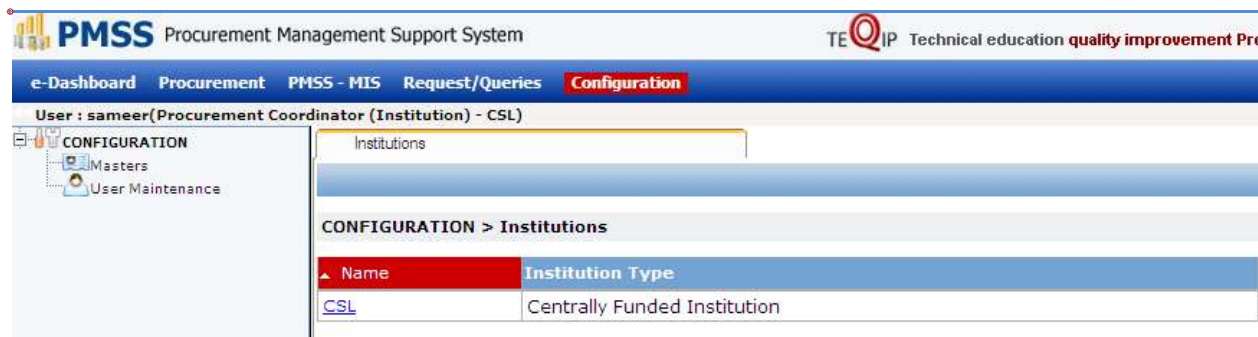 PMSS Procurement Management Support System
TEQIP Technical education quality improvement Pr
e-Dashboard Procurement PMSS - MIS Request/Queries Configuration
User : sameer(Procurement Coordinator (Institution) - CSL)
CONFIGURATION
Masters
User Maintenance
Institutions
CONFIGURATION > Institutions
Name Institution Type
CSL Centrally Funded Institution